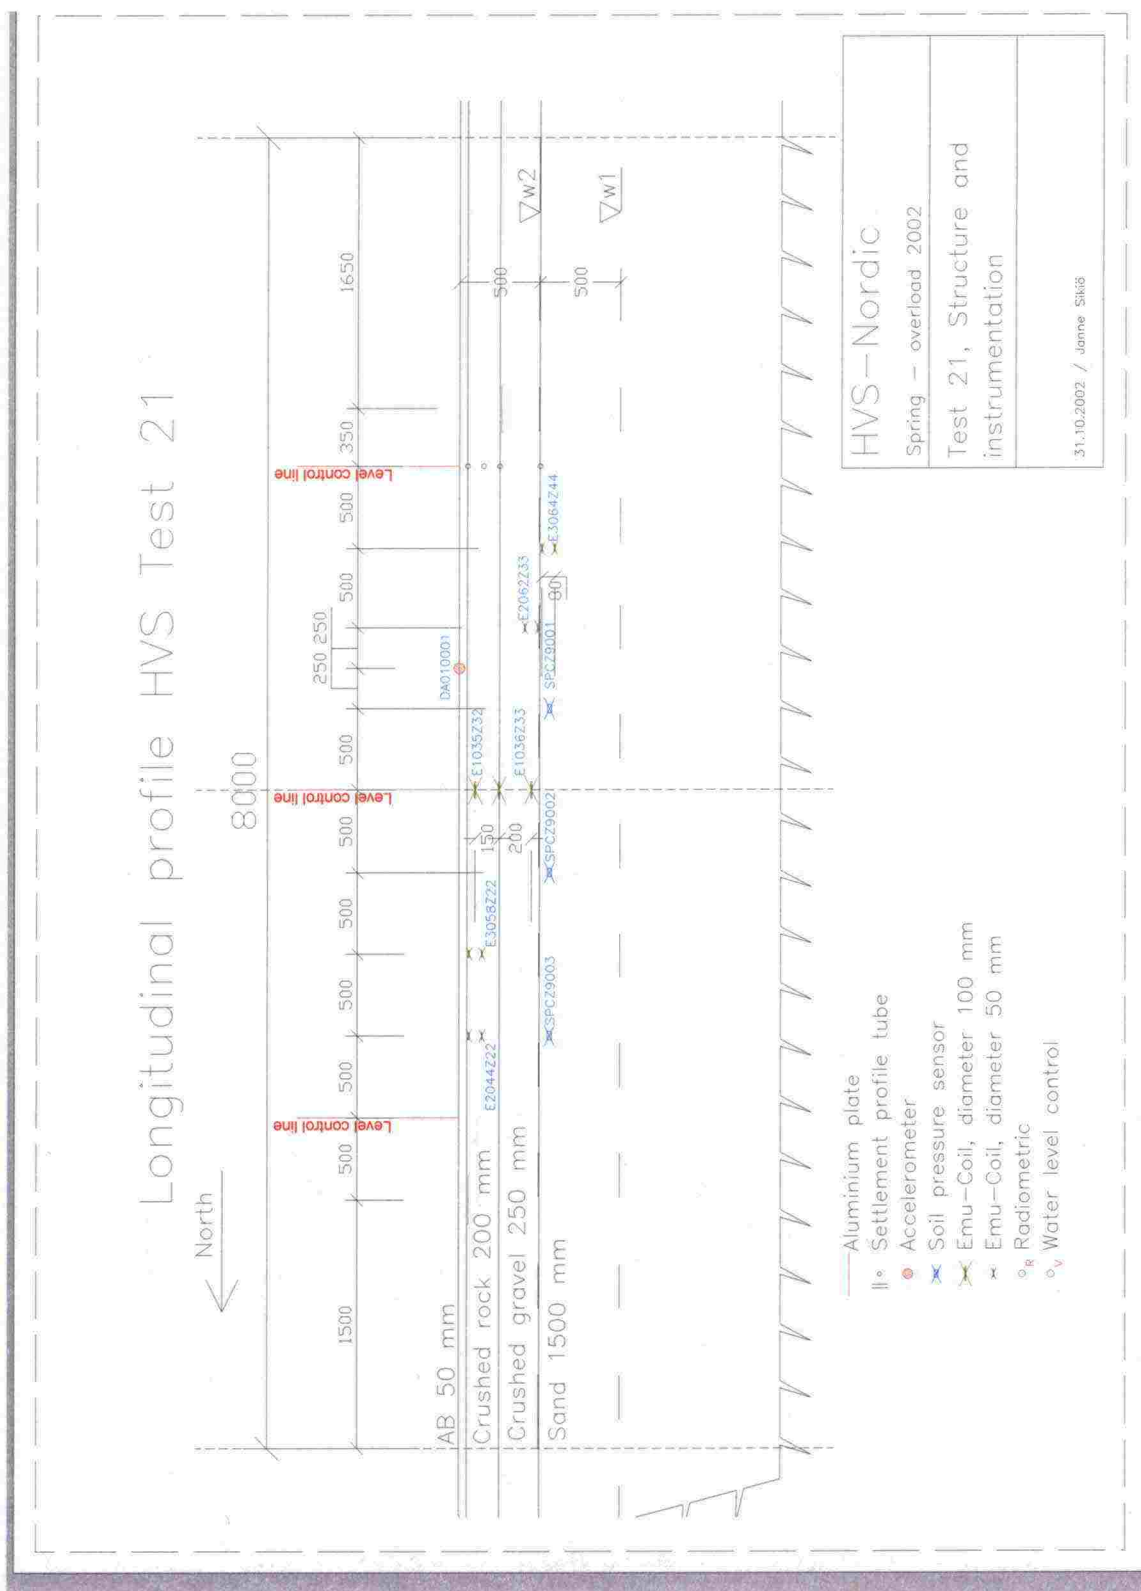 Longitudinal profile HVS Test 21
North
8000
1500
500
500
500
500
500
500
250 250
500
500
350
1650
Level control line
Level control line
Level control line
DA010001
E1035Z32
E1036Z33
E2062Z33
E3064Z44
E3058Z22
E2044Z22
SPCZ9001
SPCZ9002
SPCZ9003
150
200
80
500
500
w2
w1
AB 50 mm
Crushed rock 200 mm
Crushed gravel 250 mm
Sand 1500 mm
Aluminium plate
Settlement profile tube
Accelerometer
Soil pressure sensor
Emu-Coil, diameter 100 mm
Emu-Coil, diameter 50 mm
R Radiometric
V Water level control
HVS-Nordic
Spring - overload 2002
Test 21, Structure and
instrumentation
31.10.2002 / Janne Sikiö